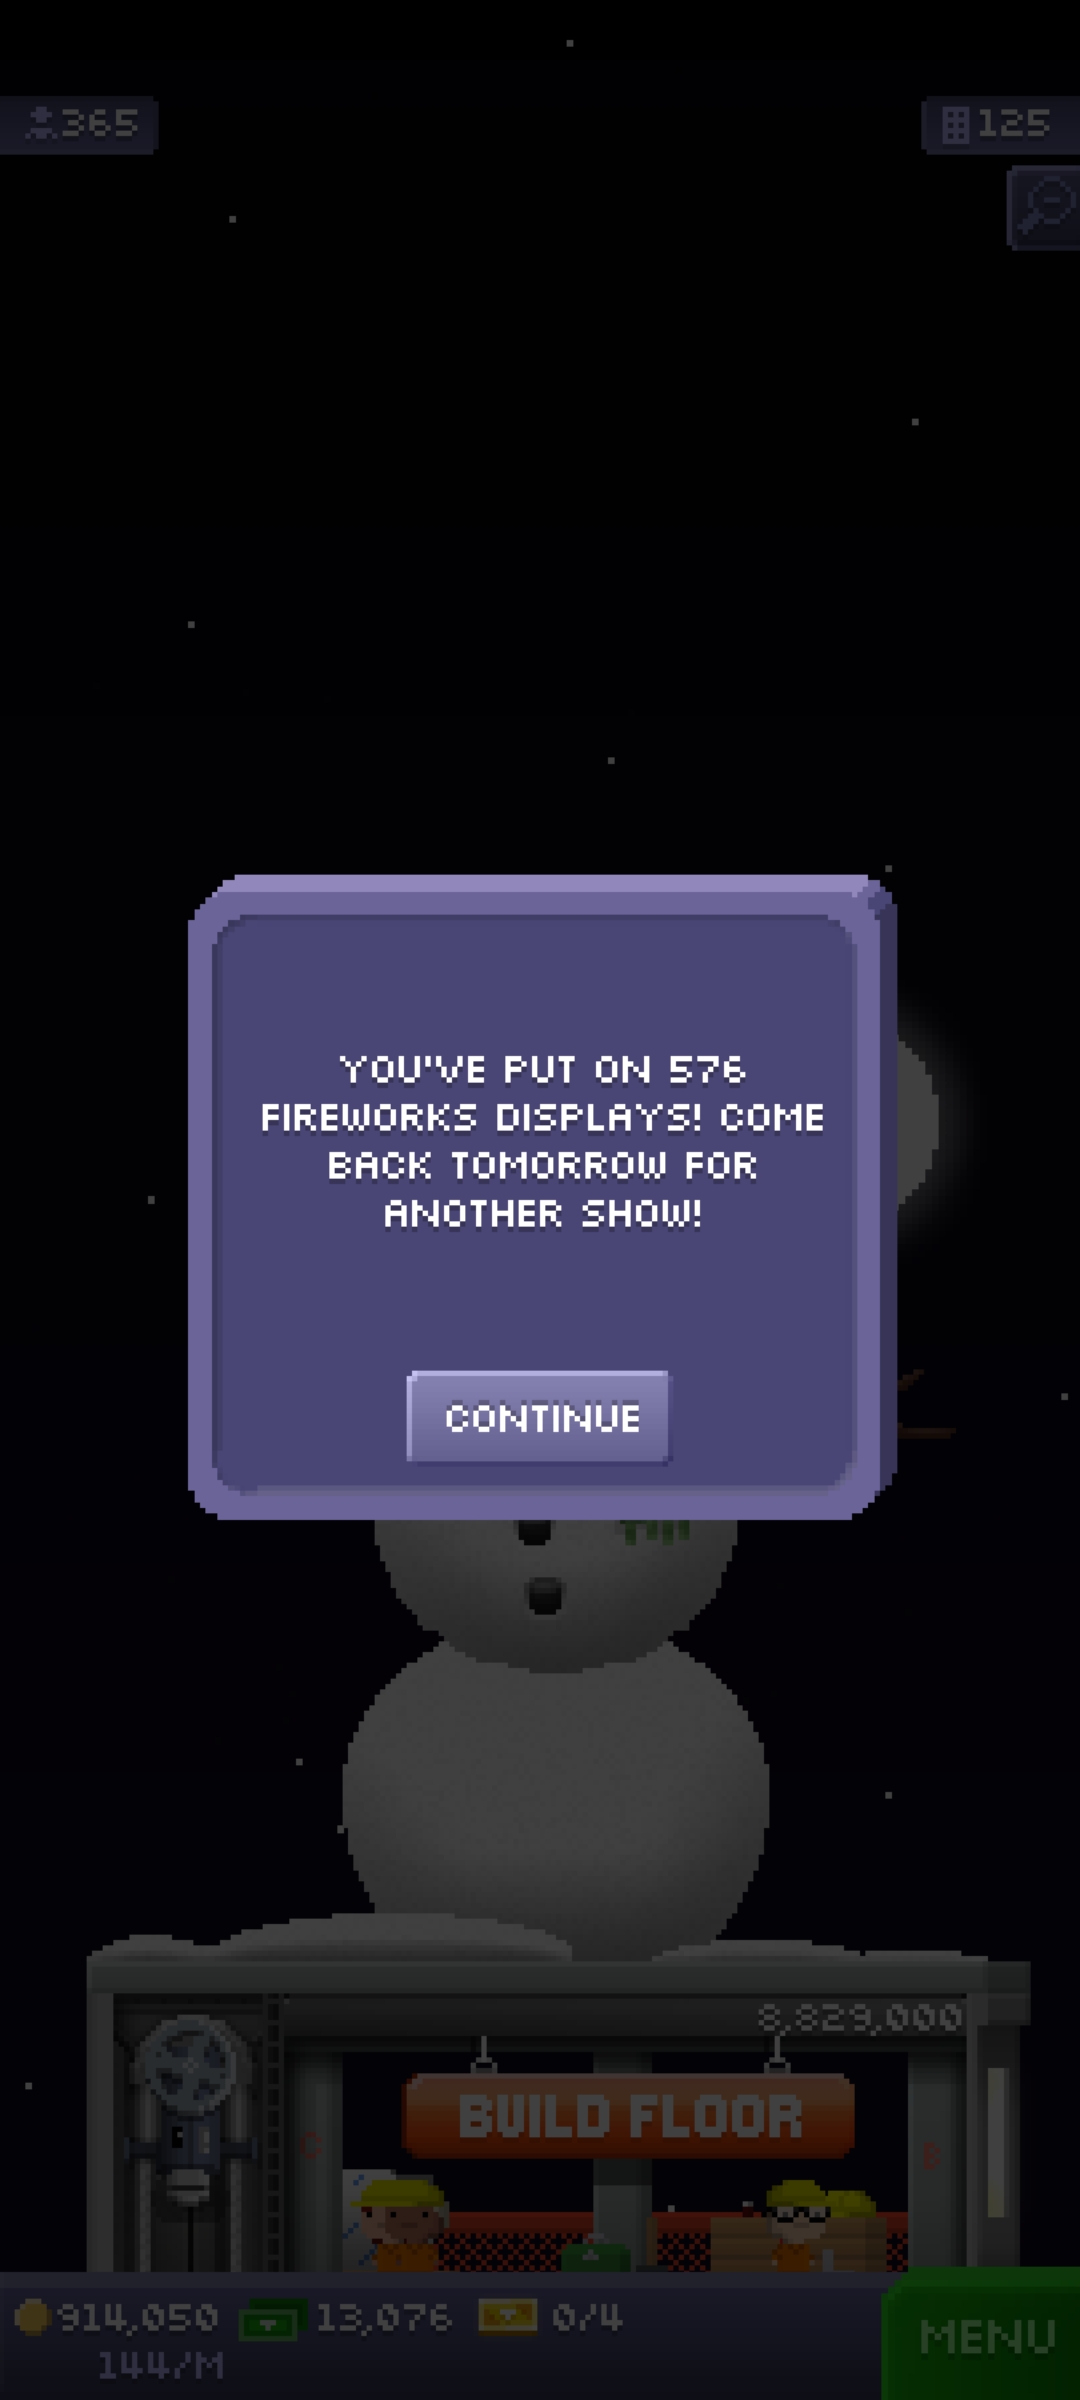 365
125
YOU'VE PUT ON 576
FIREWORKS DISPLAYS! COME
BACK TOMORROW FOR
ANOTHER SHOW!
CONTINUE
8,829,000
BUILD FLOOR
C
B
914,050
13,076
0/4
144/M
MENU